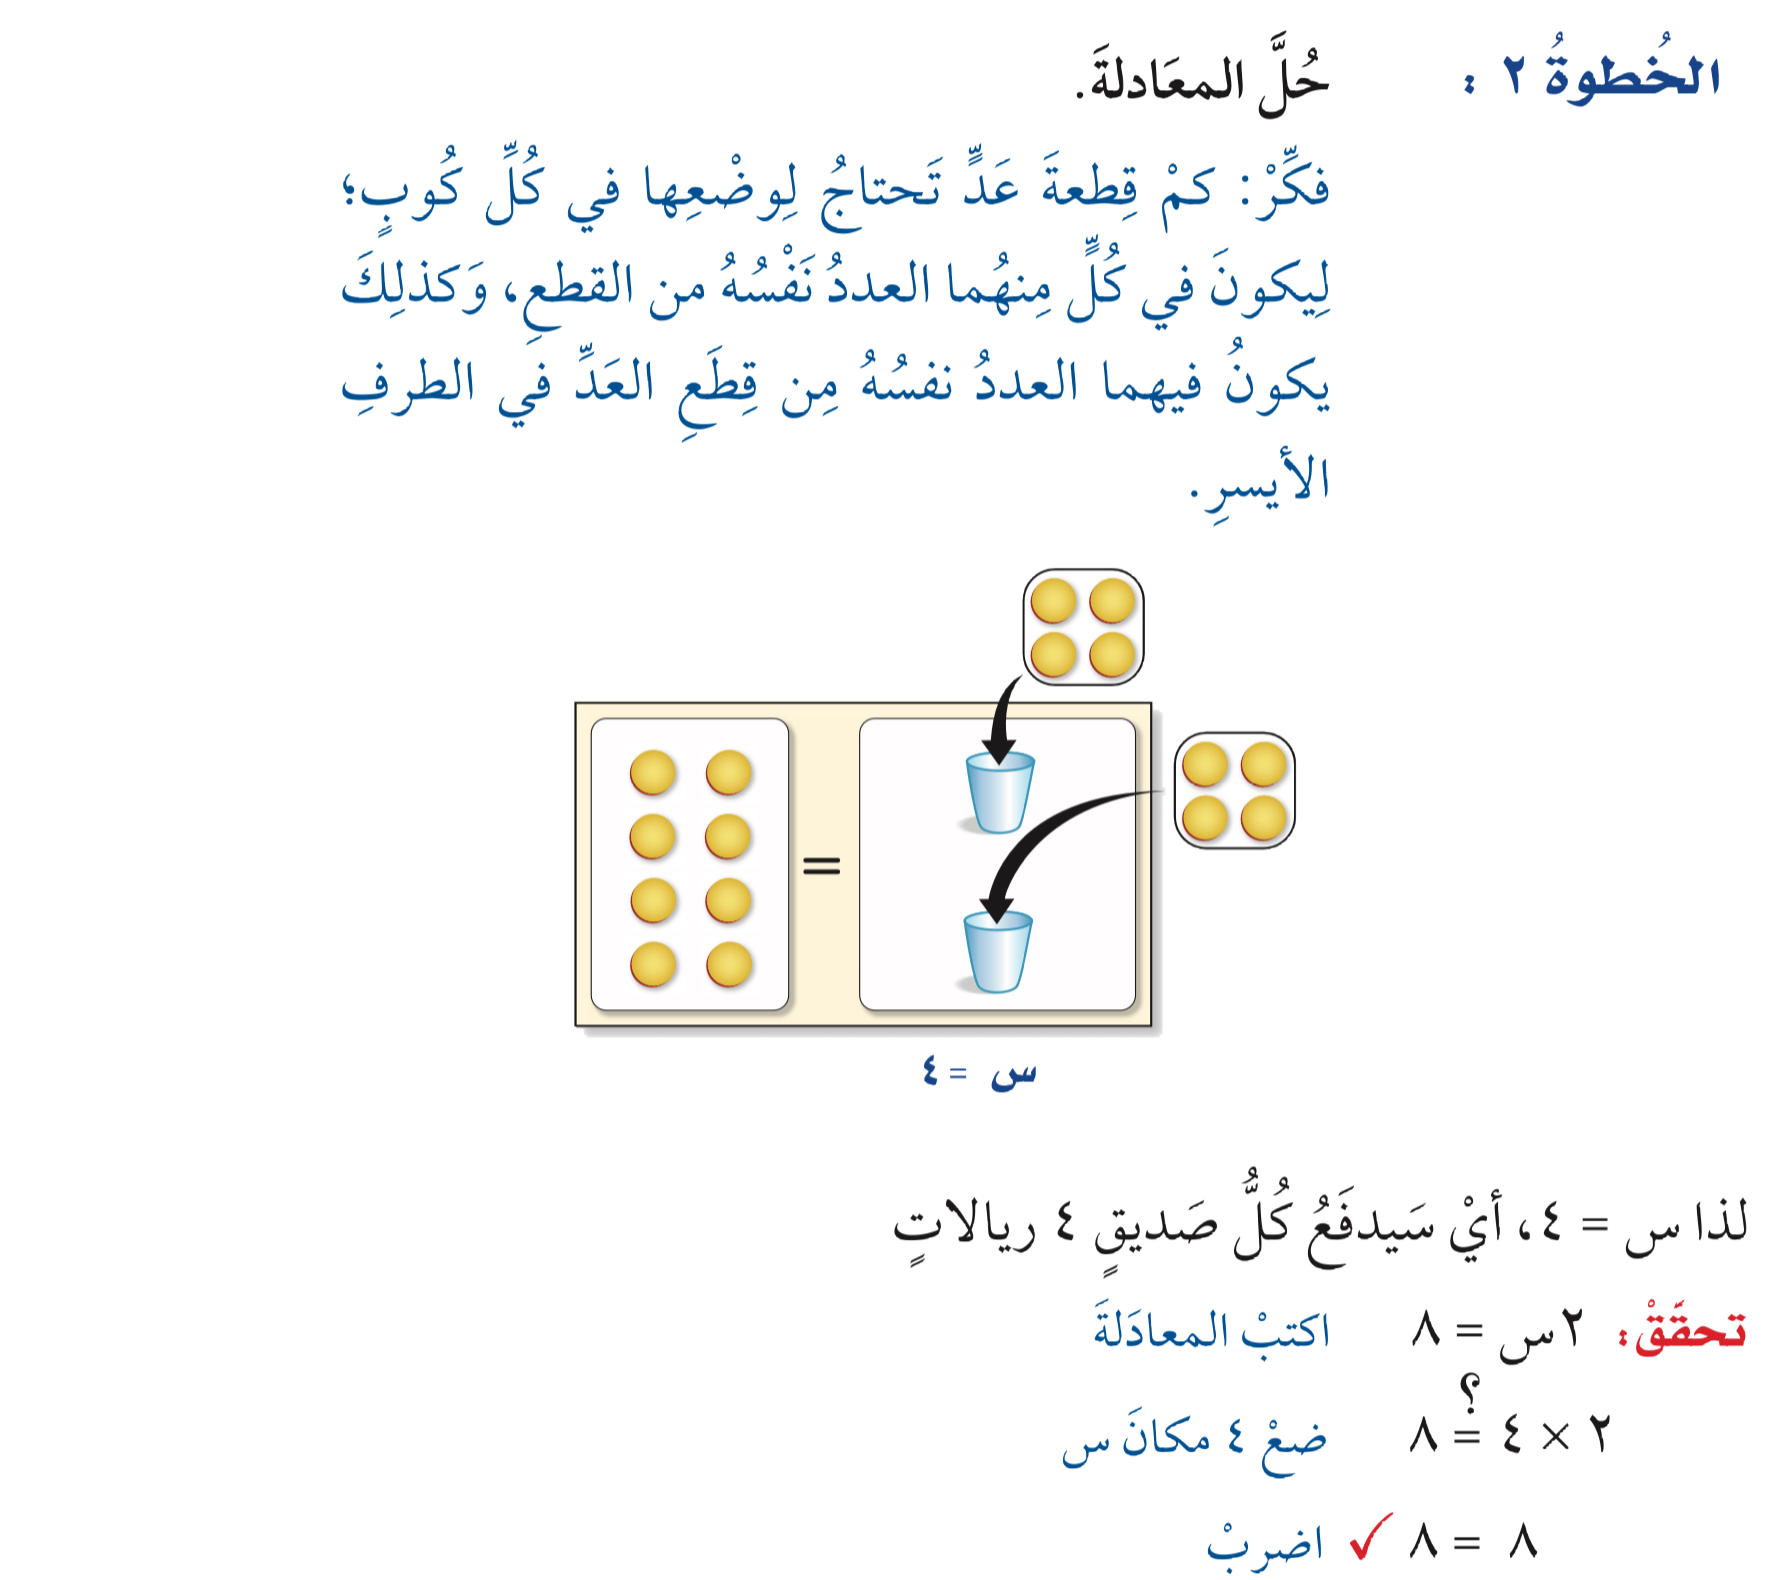 الخُطوةُ ٢ : حُلَّ المعَادلةَ.
فكِّرْ: كمْ قِطعةَ عَدٍّ تَحتاجُ لِوضْعِها في كُلِّ كُوبٍ؛
لِيكونَ في كُلٍّ مِنهُما العددُ نَفْسُهُ من القطعِ، وَكذلِكَ
يكونُ فيهما العددُ نفسُهُ مِن قِطَعِ العَدِّ في الطرفِ
الأيسرِ.
=
س = ٤
لذا س = ٤، أيْ سَيدفَعُ كُلُّ صَديقٍ ٤ ريالاتٍ
تحقَّقْ: ٢س = ٨ اكتبْ المعادَلةَ
؟
٢ × ٤ = ٨ ضعْ ٤ مكانَ س
٨ = ٨ ✓ اضربْ